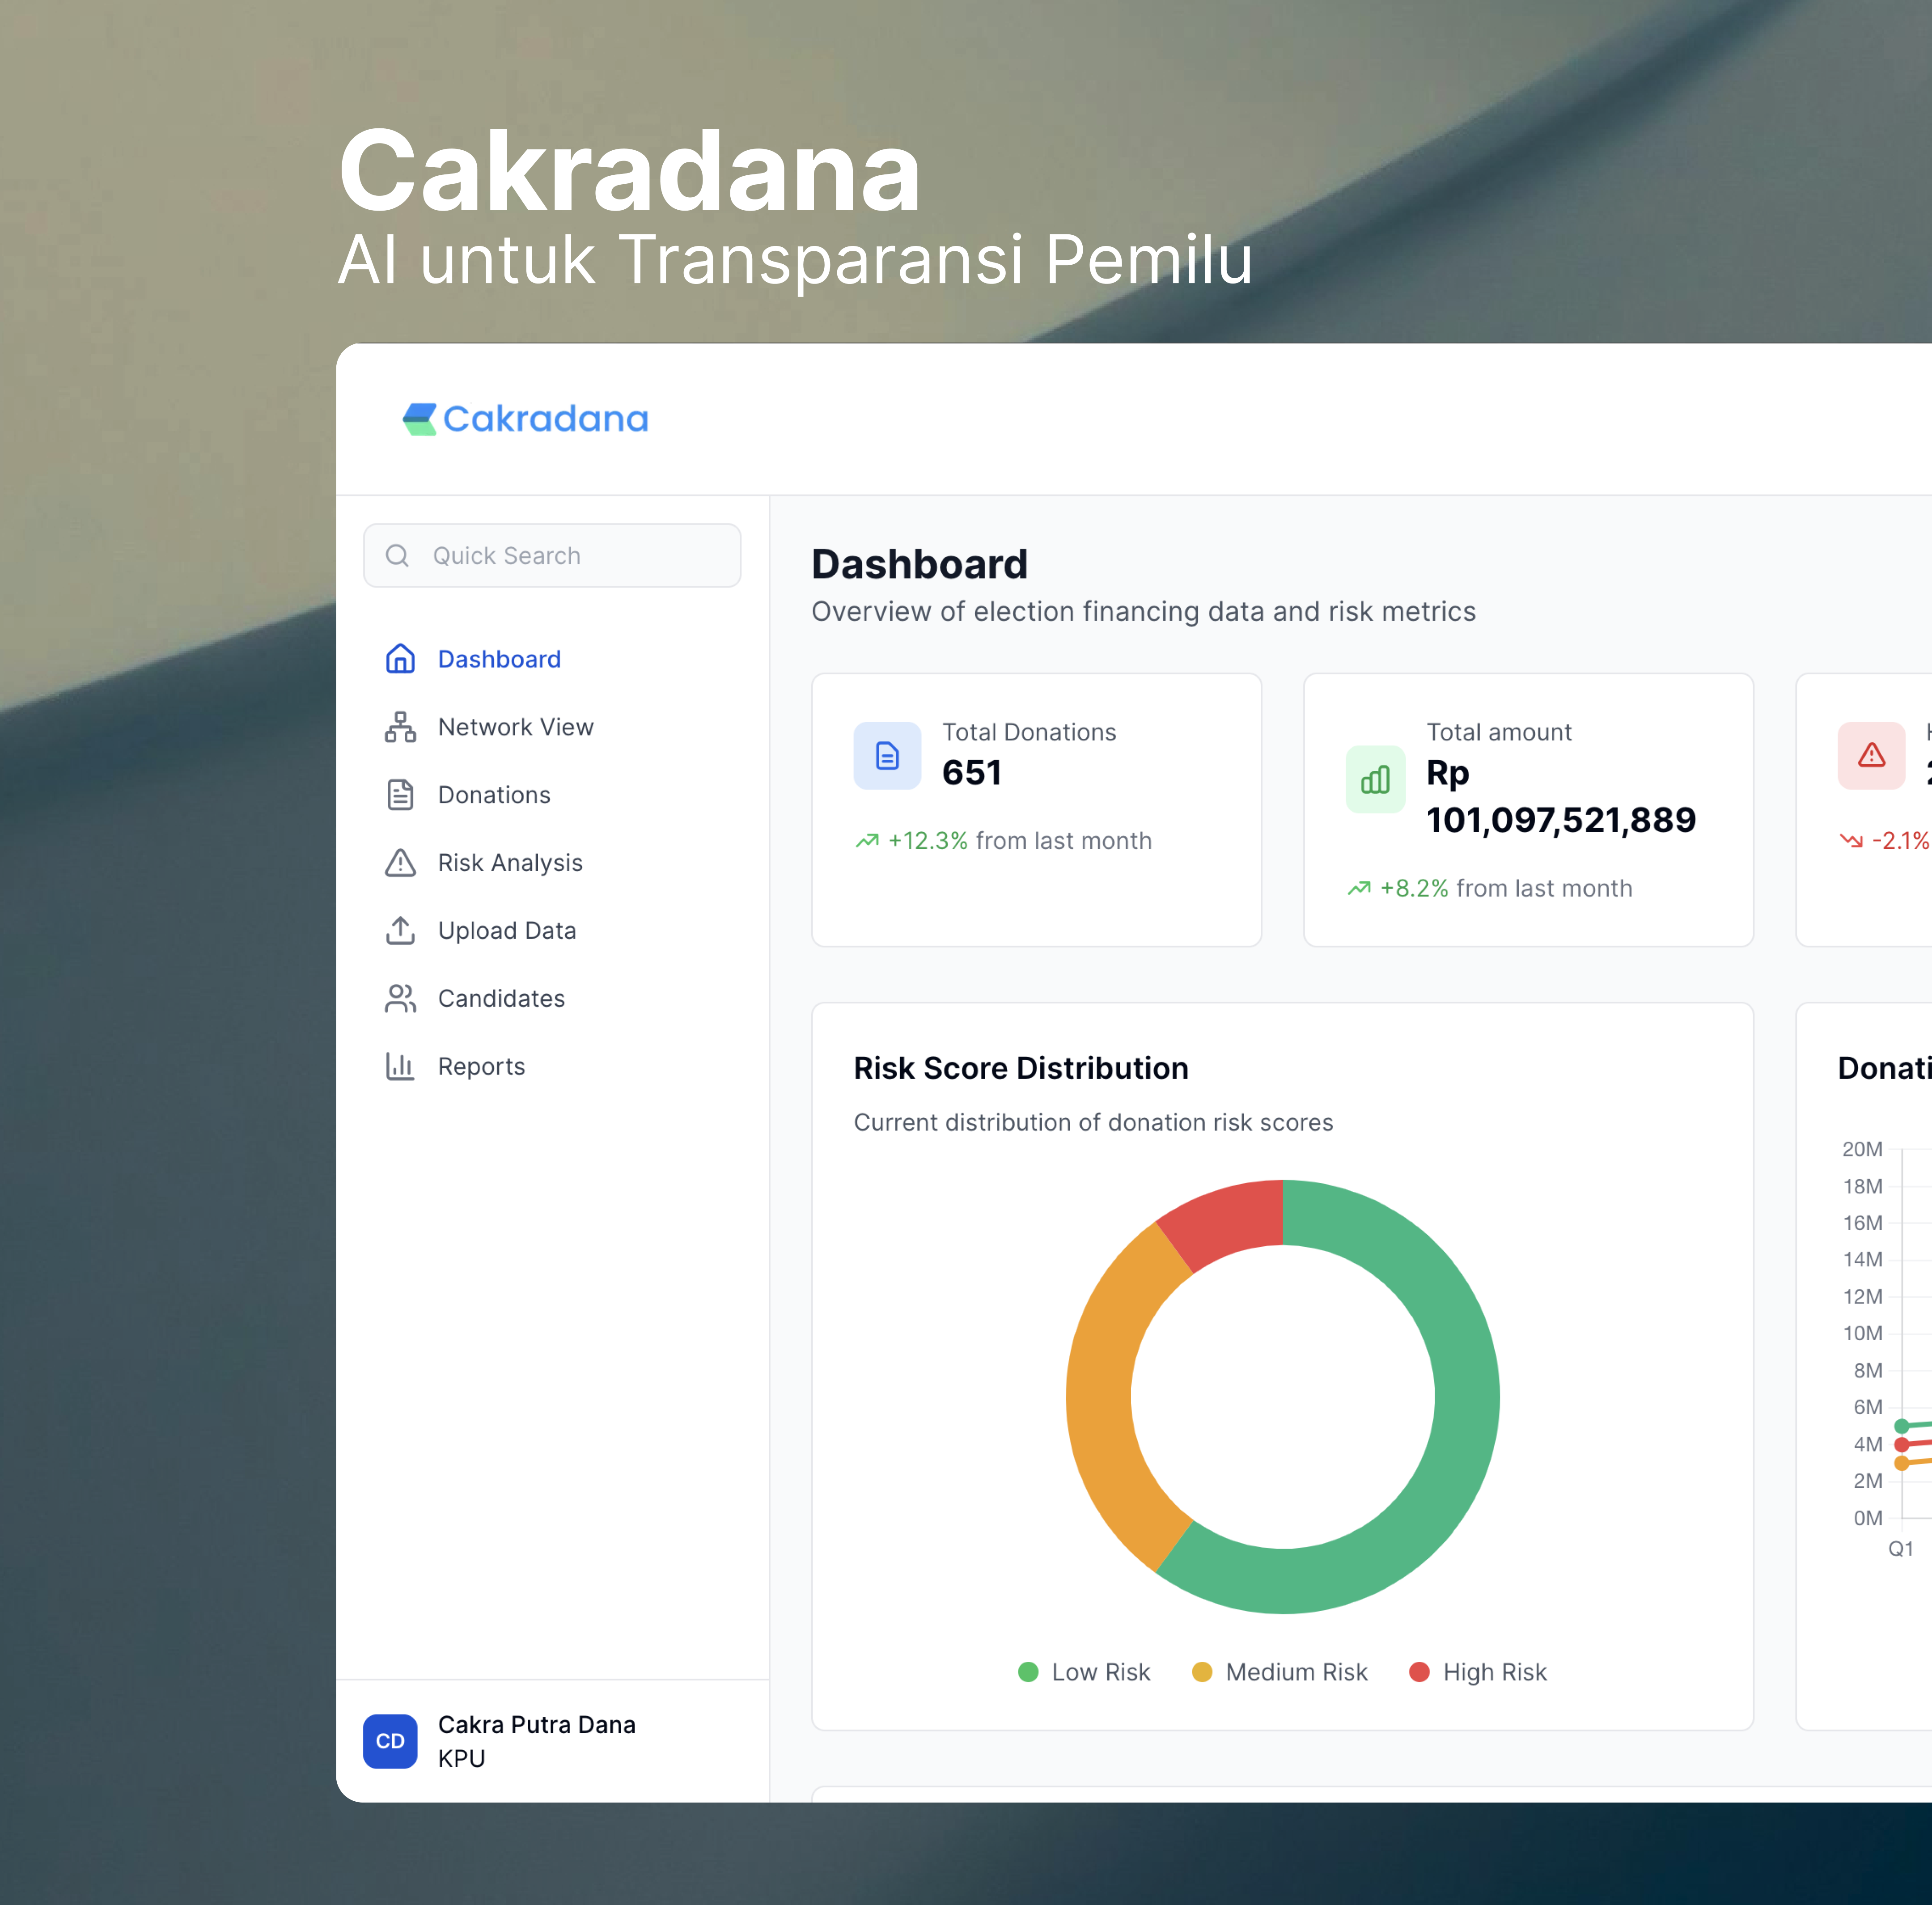 Cakradana
AI untuk Transparansi Pemilu
Cakradana
Quick Search
Dashboard
Network View
Donations
Risk Analysis
Upload Data
Candidates
Reports
Cakra Putra Dana
CD
KPU
Dashboard
Overview of election financing data and risk metrics
Total Donations
651
+12.3% from last month
Total amount
Rp
101,097,521,889
+8.2% from last month
-2.1%
Risk Score Distribution
Current distribution of donation risk scores
Low Risk
Medium Risk
High Risk
20M
18M
16M
14M
12M
10M
8M
6M
4M
2M
0M
Q1